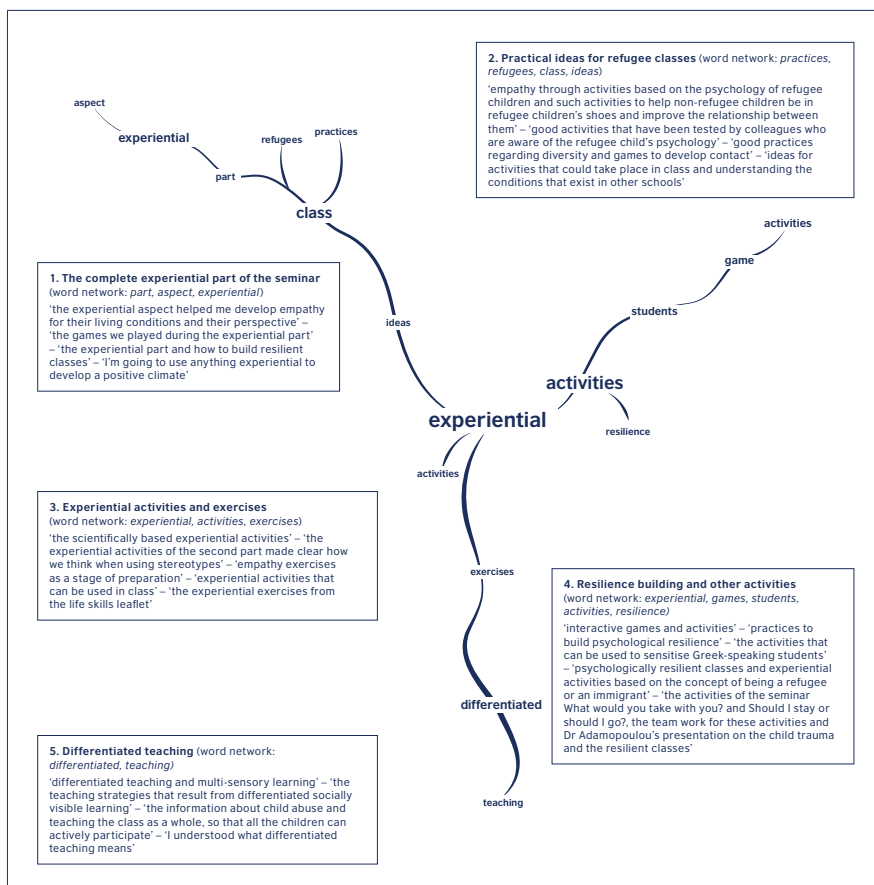 2. Practical ideas for refugee classes (word network: practices,
refugees, class, ideas)
‘empathy through activities based on the psychology of refugee
children and such activities to help non-refugee children be in
refugee children’s shoes and improve the relationship between
them’ – ‘good activities that have been tested by colleagues who
are aware of the refugee child’s psychology’ – ‘good practices
regarding diversity and games to develop contact’ – ‘ideas for
activities that could take place in class and understanding the
conditions that exist in other schools’
aspect
experiential
refugees
practices
part
class
activities
game
students
1. The complete experiential part of the seminar
(word network: part, aspect, experiential)
‘the experiential aspect helped me develop empathy
for their living conditions and their perspective’ –
‘the games we played during the experiential part’
– ‘the experiential part and how to build resilient
classes’ – ‘I’m going to use anything experiential to
develop a positive climate’
ideas
activities
experiential
resilience
activities
3. Experiential activities and exercises
(word network: experiential, activities, exercises)
‘the scientifically based experiential activities’ – ‘the
experiential activities of the second part made clear how
we think when using stereotypes’ – ‘empathy exercises
as a stage of preparation’ – ‘experiential activities that
can be used in class’ – ‘the experiential exercises from
the life skills leaflet’
exercises
4. Resilience building and other activities
(word network: experiential, games, students,
activities, resilience)
‘interactive games and activities’ – ‘practices to
build psychological resilience’ – ‘the activities that
can be used to sensitise Greek-speaking students’
– ‘psychologically resilient classes and experiential
activities based on the concept of being a refugee
or an immigrant’ – ‘the activities of the seminar
What would you take with you? and Should I stay or
should I go?, the team work for these activities and
Dr Adamopoulou’s presentation on the child trauma
and the resilient classes’
differentiated
5. Differentiated teaching (word network:
differentiated, teaching)
‘differentiated teaching and multi-sensory learning’ – ‘the
teaching strategies that result from differentiated socially
visible learning’ – ‘the information about child abuse and
teaching the class as a whole, so that all the children can
actively participate’ – ‘I understood what differentiated
teaching means’
teaching